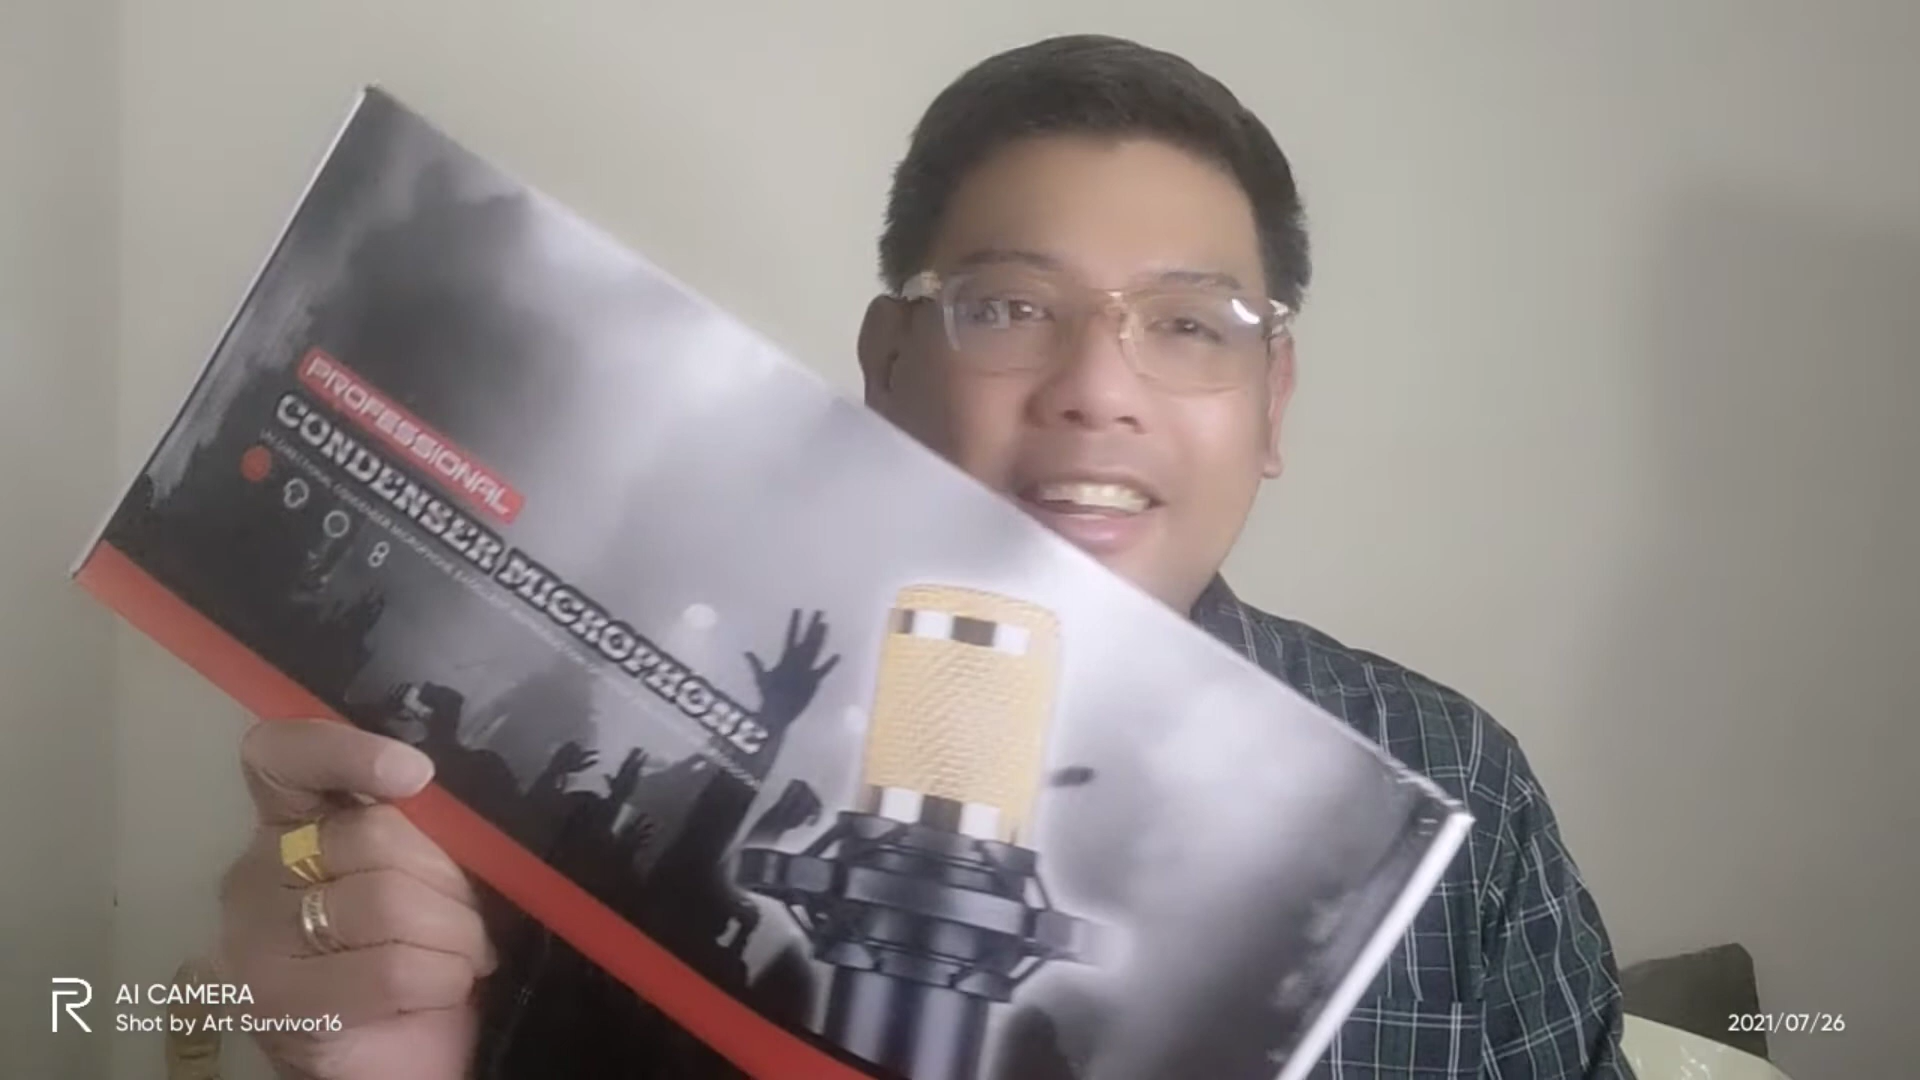 PROFESSIONAL
CONDENSER MICROPHONE
AI CAMERA
Shot by Art Survivor16
2021/07/26